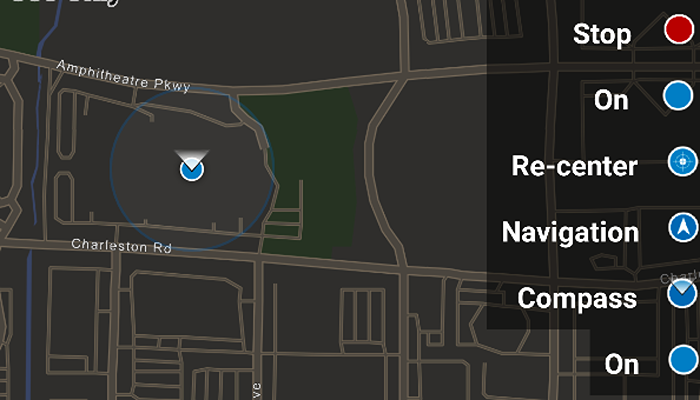 Amphitheatre Pkwy
Charleston Rd
Stop
On
Re-center
Navigation
Compass
On